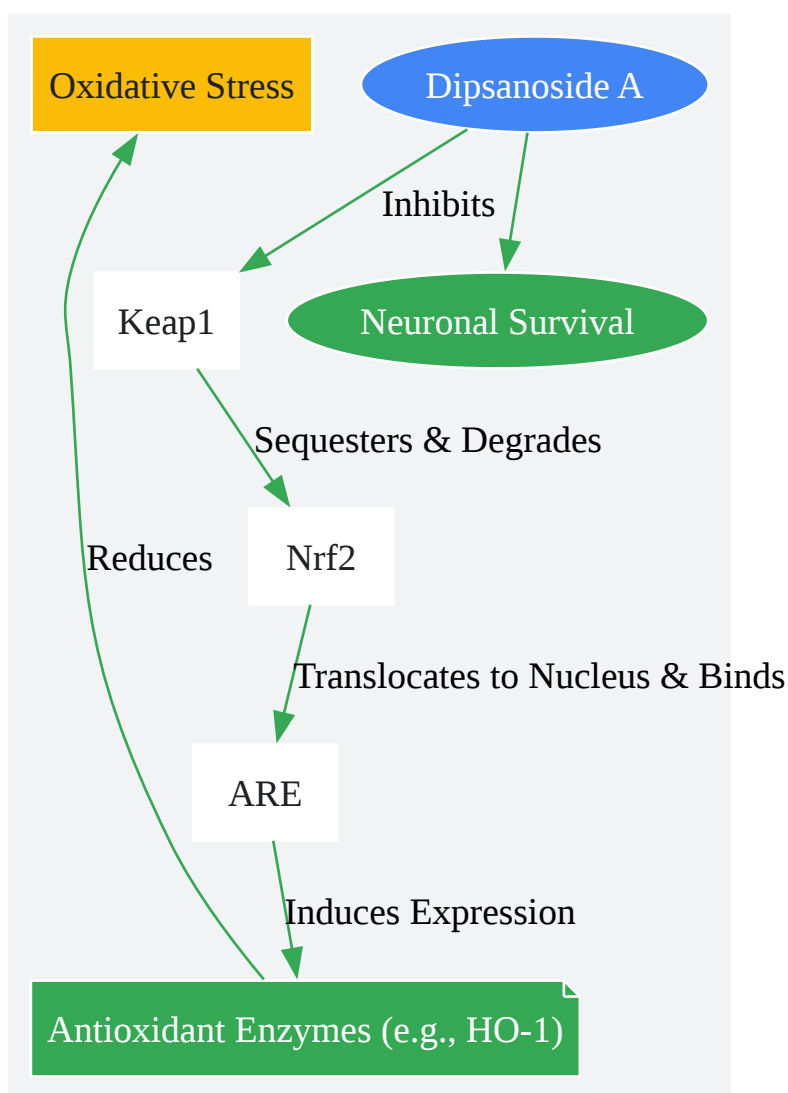 Oxidative Stress
Dipsanoside A
Inhibits
Keap1
Neuronal Survival
Sequesters & Degrades
Reduces
Nrf2
Translocates to Nucleus & Binds
ARE
Induces Expression
Antioxidant Enzymes (e.g., HO-1)